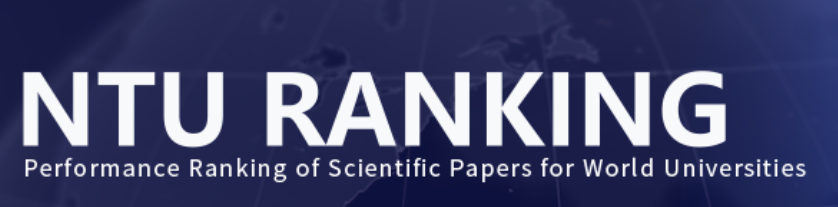 NTU RANKING
Performance Ranking of Scientific Papers for World Universities